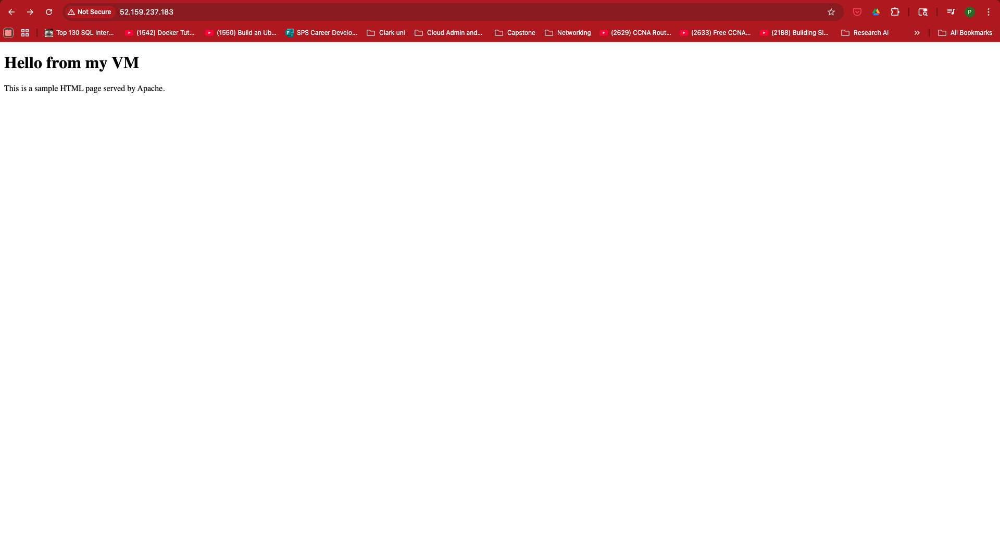 Not Secure 52.159.237.183 P
Top 130 SQL Inter... (1542) Docker Tut... (1550) Build an Ub... SPS Career Develo... Clark uni Cloud Admin and... Capstone Networking (2629) CCNA Rout... (2633) Free CCNA... (2188) Building Sl... Research AI All Bookmarks
Hello from my VM
This is a sample HTML page served by Apache.